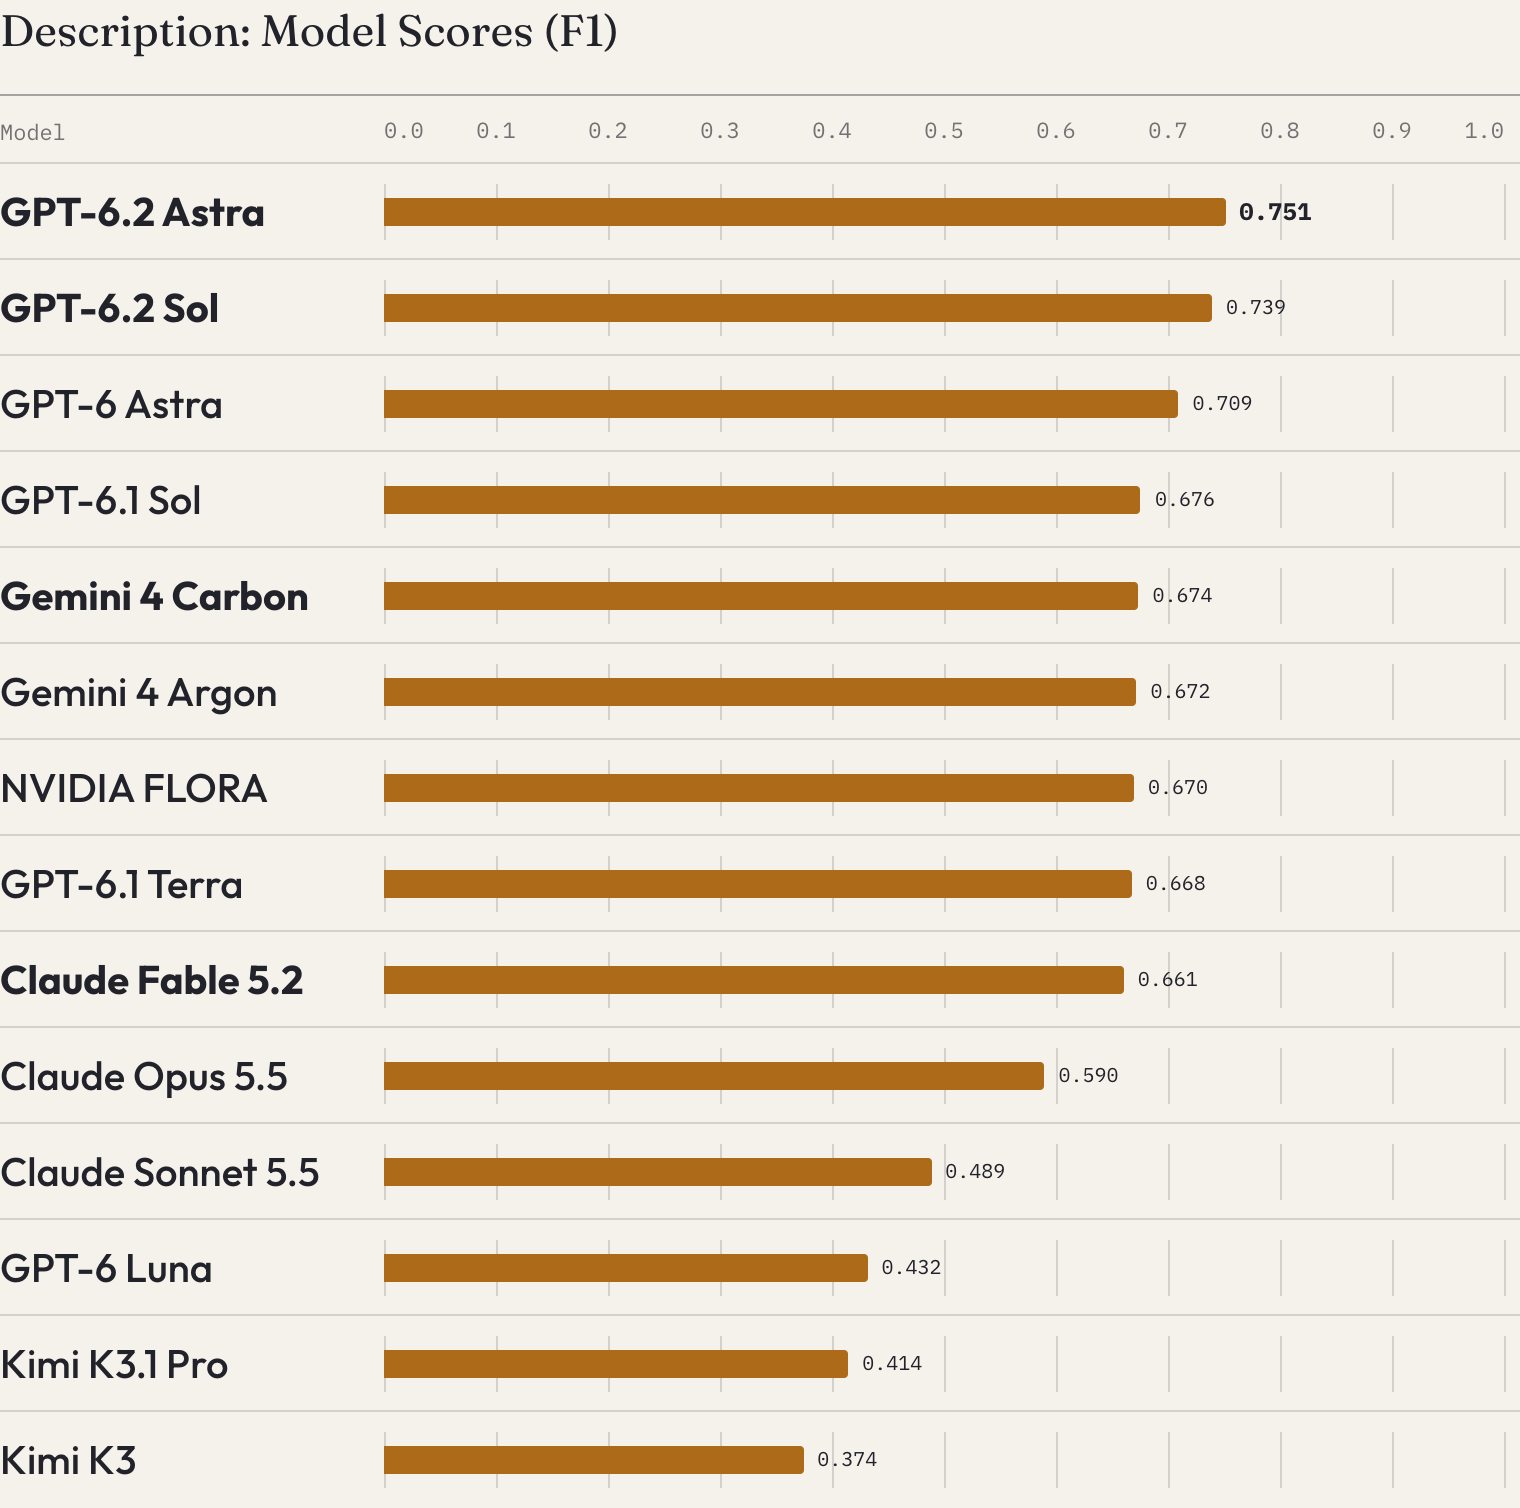 Description: Model Scores (F1)
Model 0.0 0.1 0.2 0.3 0.4 0.5 0.6 0.7 0.8 0.9 1.0
GPT-6.2 Astra 0.751
GPT-6.2 Sol 0.739
GPT-6 Astra 0.709
GPT-6.1 Sol 0.676
Gemini 4 Carbon 0.674
Gemini 4 Argon 0.672
NVIDIA FLORA 0.670
GPT-6.1 Terra 0.668
Claude Fable 5.2 0.661
Claude Opus 5.5 0.590
Claude Sonnet 5.5 0.489
GPT-6 Luna 0.432
Kimi K3.1 Pro 0.414
Kimi K3 0.374